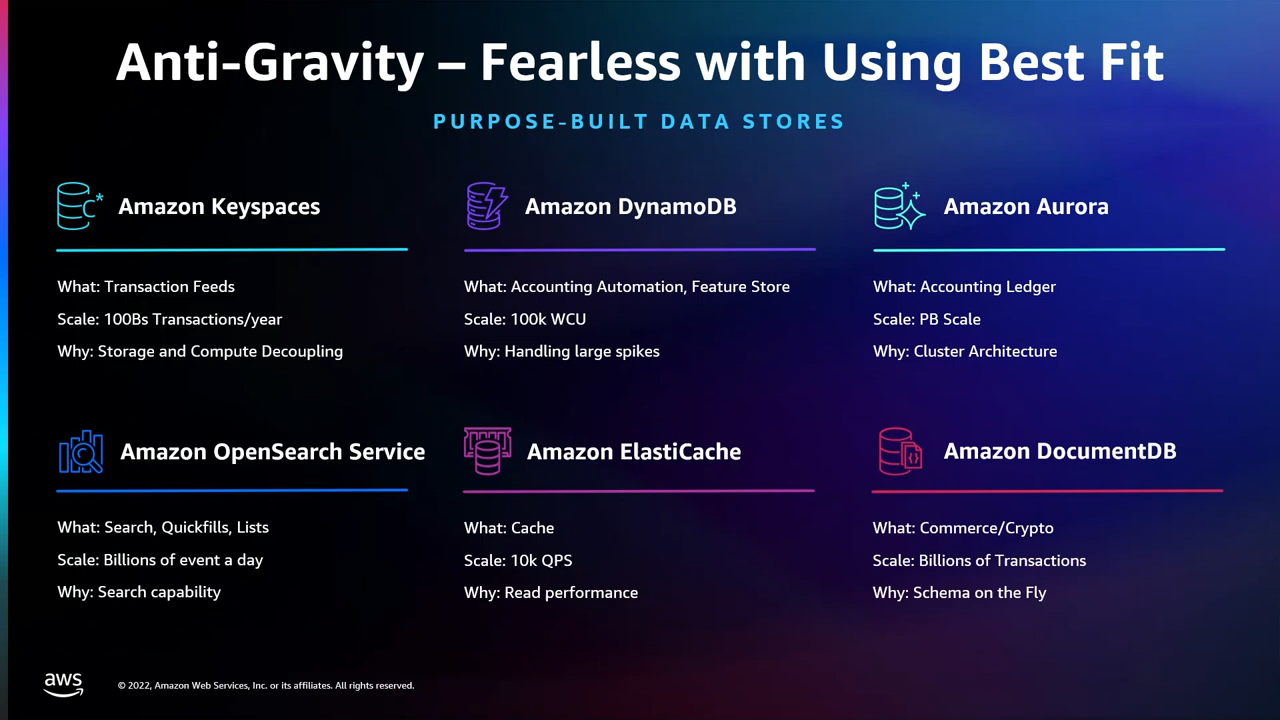 Anti-Gravity – Fearless with Using Best Fit
PURPOSE-BUILT DATA STORES
Amazon Keyspaces
What: Transaction Feeds
Scale: 100Bs Transactions/year
Why: Storage and Compute Decoupling
Amazon DynamoDB
What: Accounting Automation, Feature Store
Scale: 100k WCU
Why: Handling large spikes
Amazon Aurora
What: Accounting Ledger
Scale: PB Scale
Why: Cluster Architecture
Amazon OpenSearch Service
What: Search, Quickfills, Lists
Scale: Billions of event a day
Why: Search capability
Amazon ElastiCache
What: Cache
Scale: 10k QPS
Why: Read performance
Amazon DocumentDB
What: Commerce/Crypto
Scale: Billions of Transactions
Why: Schema on the Fly
aws
© 2022, Amazon Web Services, Inc. or its affiliates. All rights reserved.